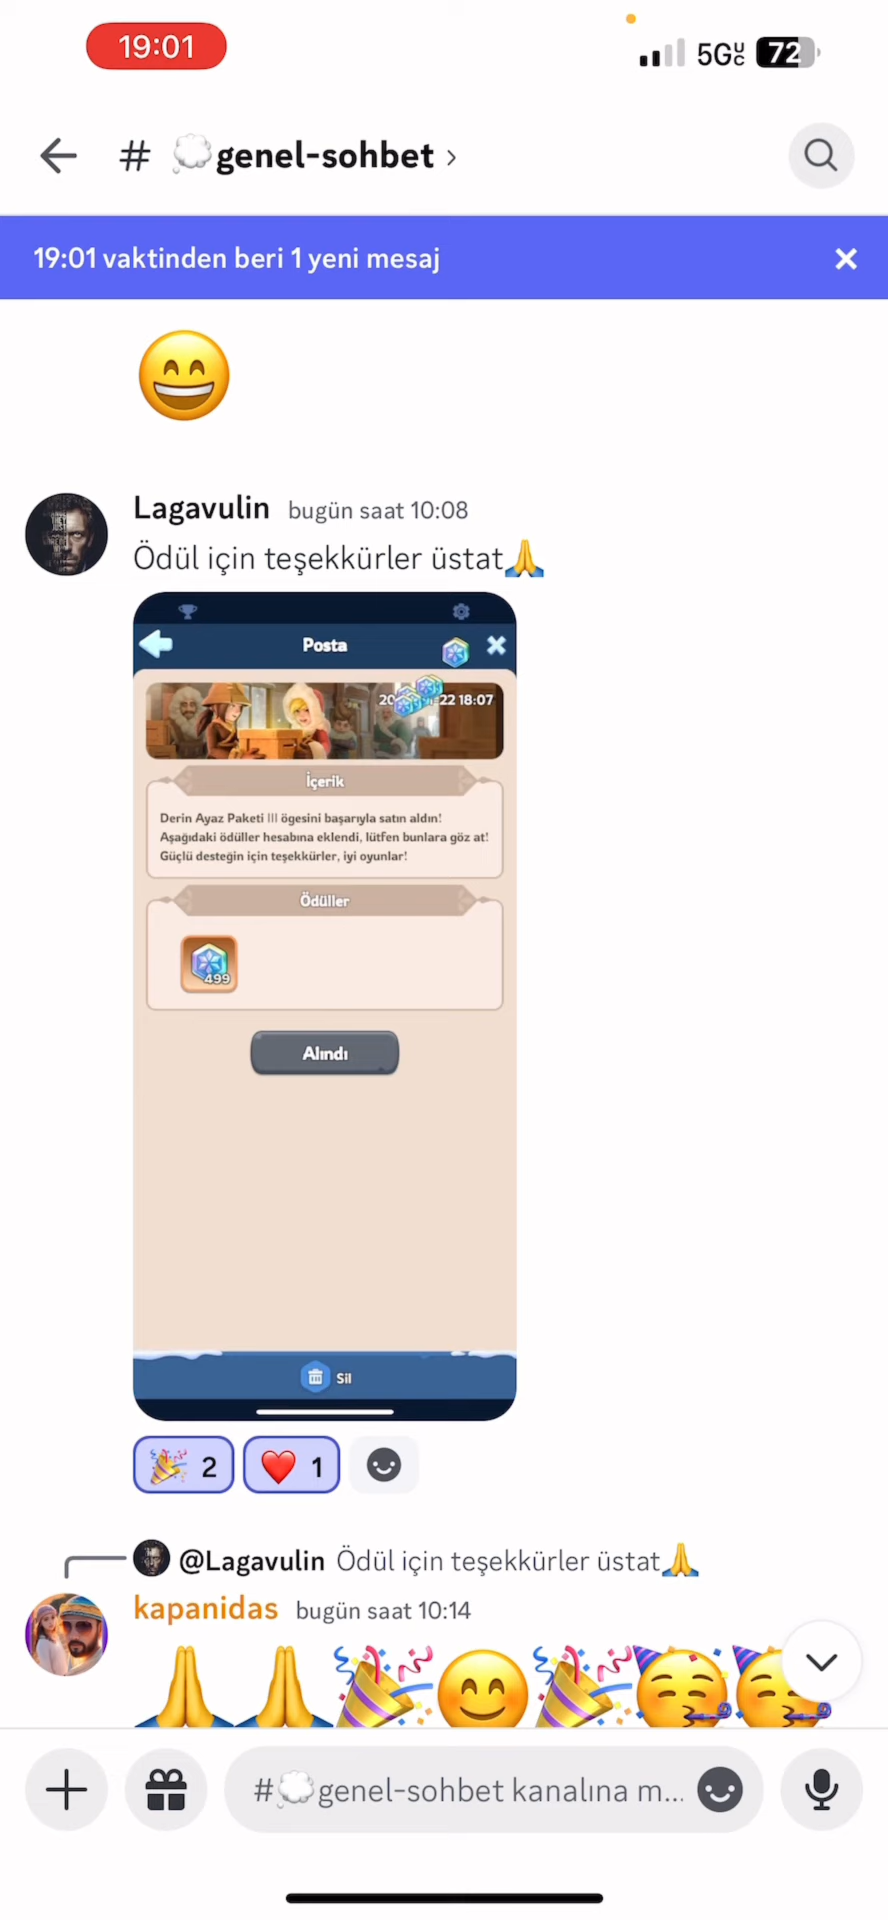 19:01
5G UC 72
# 💭genel-sohbet ›
19:01 vaktinden beri 1 yeni mesaj
😄
Lagavulin bugün saat 10:08
Ödül için teşekkürler üstat🙏
Posta
22 18:07
İçerik
Derin Ayaz Paketi III ögesini başarıyla satın aldın!
Aşağıdaki ödüller hesabına eklendi, lütfen bunlara göz at!
Güçlü desteğin için teşekkürler, iyi oyunlar!
Ödüller
499
Alındı
Sil
🎉 2 ❤️ 1
@Lagavulin Ödül için teşekkürler üstat🙏
kapanidas bugün saat 10:14
🙏🙏🎉😊🎉🥳🥳
#💭genel-sohbet kanalına m...